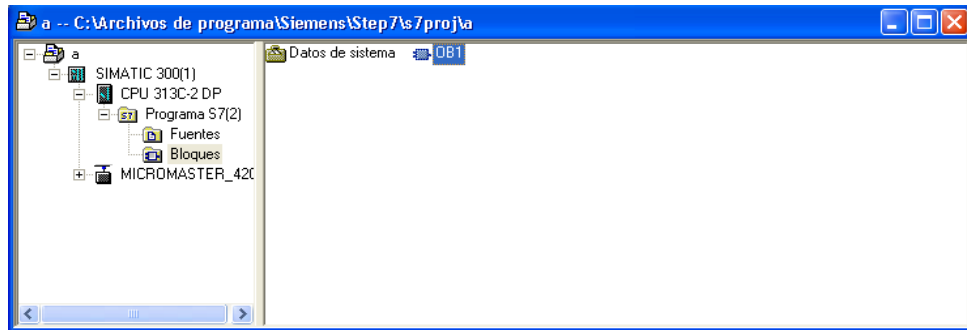 a -- C:\Archivos de programa\Siemens\Step7\s7proj\a
a
SIMATIC 300(1)
CPU 313C-2 DP
Programa S7(2)
Fuentes
Bloques
MICROMASTER_420
Datos de sistema
OB1